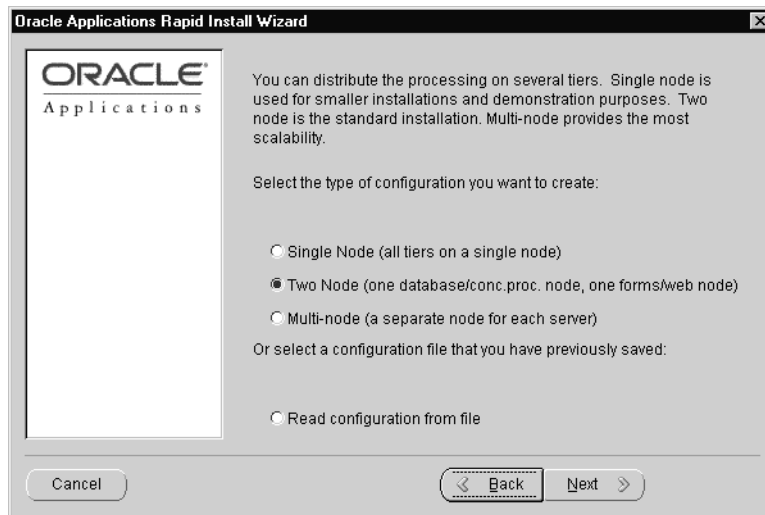 Oracle Applications Rapid Install Wizard
ORACLE
Applications
You can distribute the processing on several tiers. Single node is
used for smaller installations and demonstration purposes. Two
node is the standard installation. Multi-node provides the most
scalability.
Select the type of configuration you want to create:
Single Node (all tiers on a single node)
Two Node (one database/conc.proc. node, one forms/web node)
Multi-node (a separate node for each server)
Or select a configuration file that you have previously saved:
Read configuration from file
Cancel
Back
Next